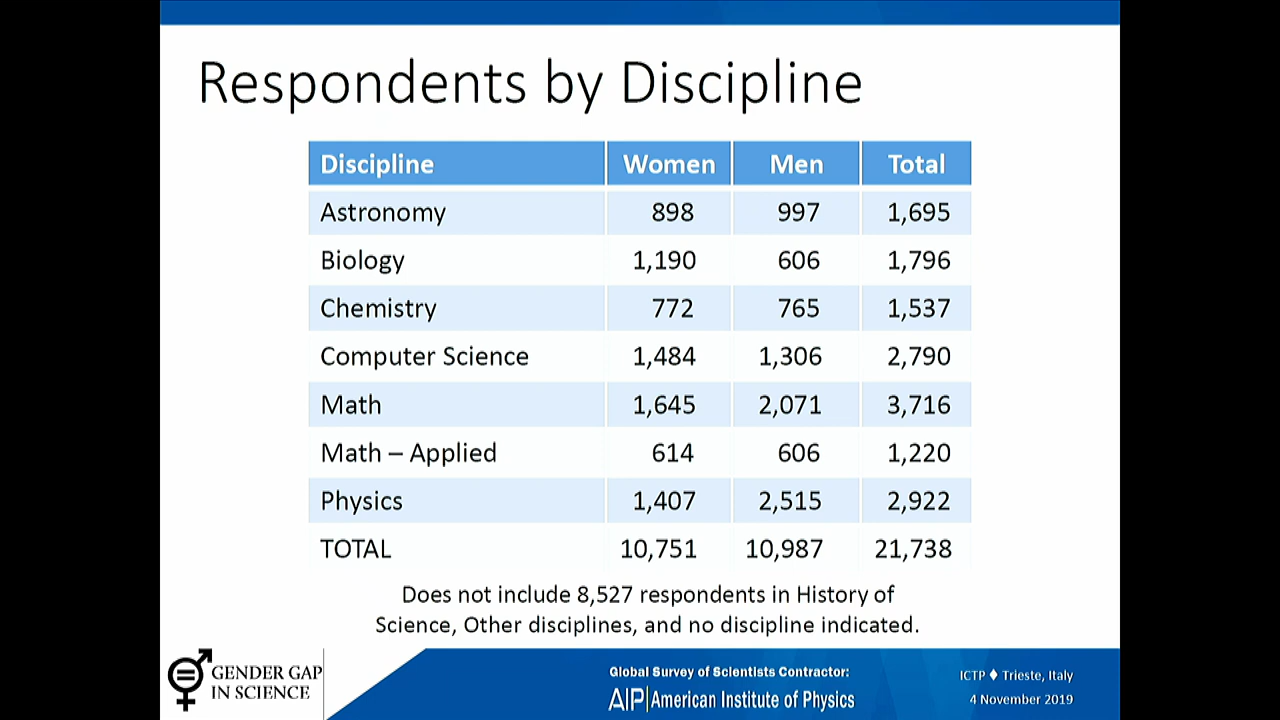 Respondents by Discipline
Discipline Women Men Total
Astronomy 898 997 1,695
Biology 1,190 606 1,796
Chemistry 772 765 1,537
Computer Science 1,484 1,306 2,790
Math 1,645 2,071 3,716
Math – Applied 614 606 1,220
Physics 1,407 2,515 2,922
TOTAL 10,751 10,987 21,738
Does not include 8,527 respondents in History of
Science, Other disciplines, and no discipline indicated.
GENDER GAP
IN SCIENCE
Global Survey of Scientists Contractor:
AIP American Institute of Physics
ICTP ♦ Trieste, Italy
4 November 2019